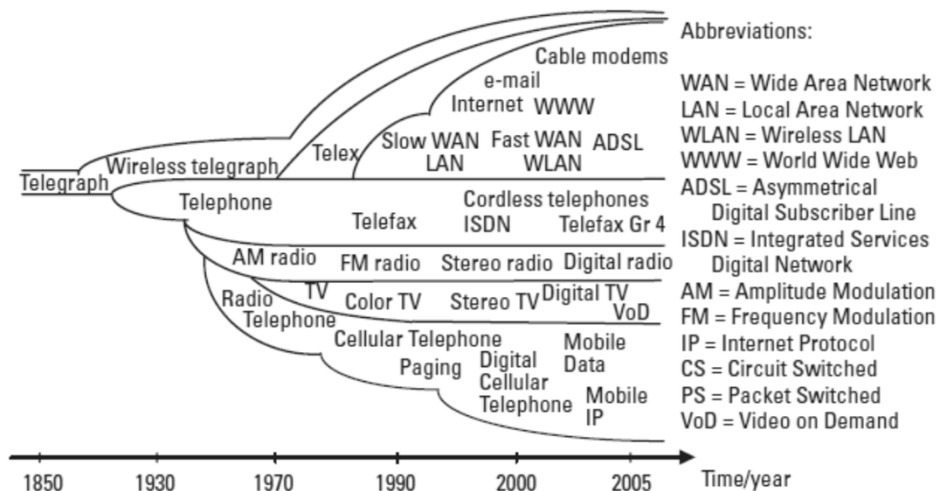 Abbreviations:
Cable modems
e-mail
WAN = Wide Area Network
Internet WWW
LAN = Local Area Network
Slow WAN Fast WAN ADSL
WLAN = Wireless LAN
Telex
LAN WLAN
WWW = World Wide Web
Wireless telegraph
Telegraph
ADSL = Asymmetrical
Digital Subscriber Line
Telephone
Cordless telephones
Telefax ISDN Telefax Gr 4
ISDN = Integrated Services
Digital Network
AM radio FM radio Stereo radio Digital radio
AM = Amplitude Modulation
TV Color TV Stereo TV Digital TV
VoD
Radio
Telephone
FM = Frequency Modulation
Cellular Telephone
Mobile
Data
IP = Internet Protocol
Paging
Digital
Cellular
Telephone
CS = Circuit Switched
Mobile
IP
PS = Packet Switched
VoD = Video on Demand
1850 1930 1970 1990 2000 2005 Time/year